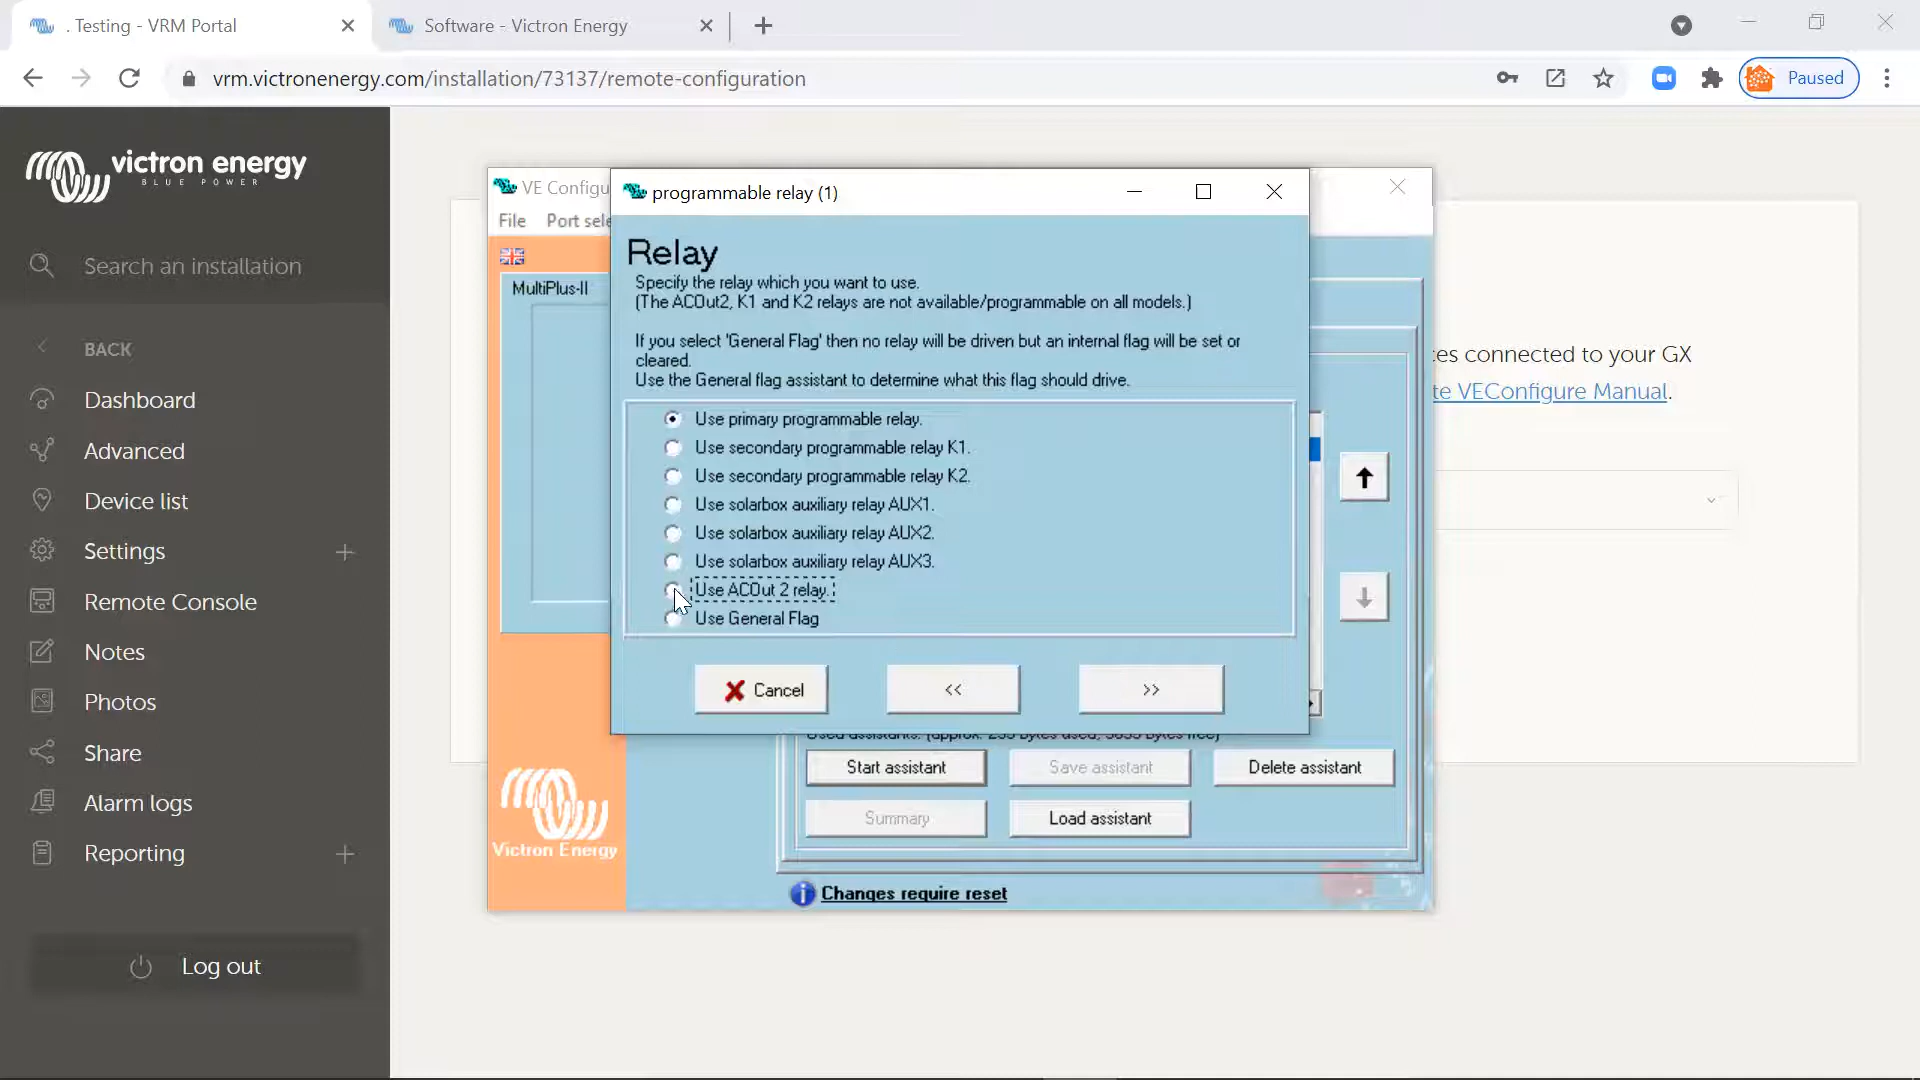 . Testing - VRM Portal
Software - Victron Energy
vrm.victronenergy.com/installation/73137/remote-configuration
Paused
victron energy
BLUE POWER
Search an installation
BACK
Dashboard
Advanced
Device list
Settings
Remote Console
Notes
Photos
Share
Alarm logs
Reporting
Log out
VE Configu
File Port sele
MultiPlus-II
programmable relay (1)
Relay
Specify the relay which you want to use.
(The ACOut2, K1 and K2 relays are not available/programmable on all models.)
If you select 'General Flag' then no relay will be driven but an internal flag will be set or
cleared.
Use the General flag assistant to determine what this flag should drive.
Use primary programmable relay.
Use secondary programmable relay K1.
Use secondary programmable relay K2.
Use solarbox auxiliary relay AUX1.
Use solarbox auxiliary relay AUX2.
Use solarbox auxiliary relay AUX3.
Use ACOut 2 relay.
Use General Flag
Cancel
<<
>>
es connected to your GX
te VEConfigure Manual.
Used assistants: (approx.
Start assistant
Save assistant
Delete assistant
Summary
Load assistant
Victron Energy
Changes require reset